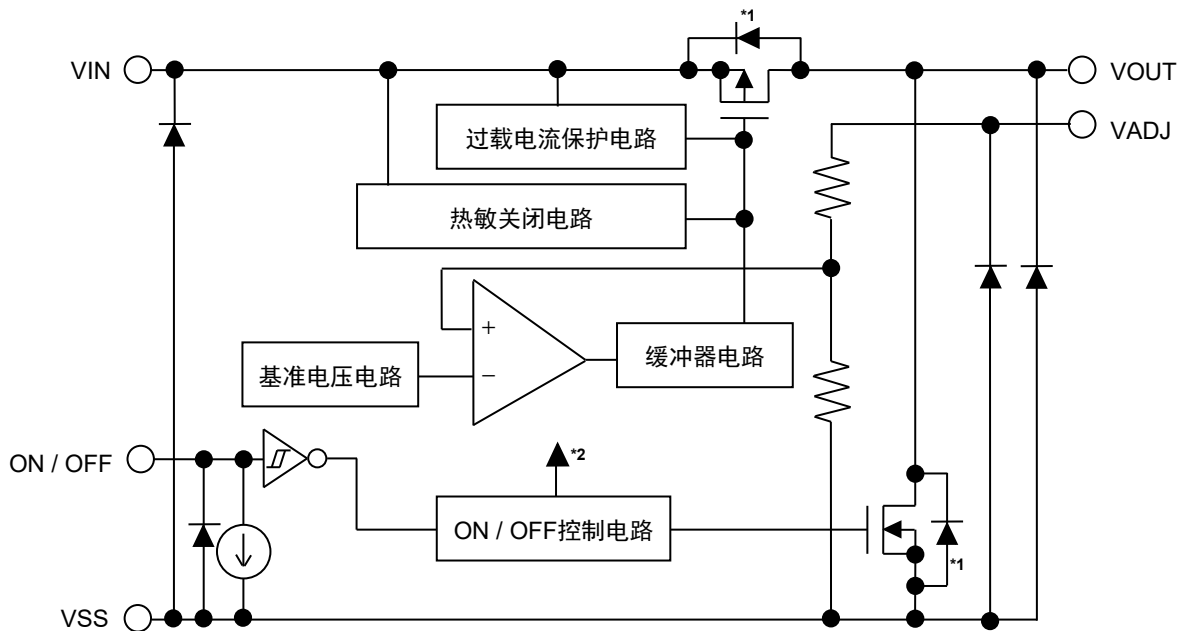 *1
VIN
VOUT
VADJ
过载电流保护电路
热敏关闭电路
+
缓冲器电路
基准电压电路
−
ON / OFF
*2
ON / OFF控制电路
*1
VSS